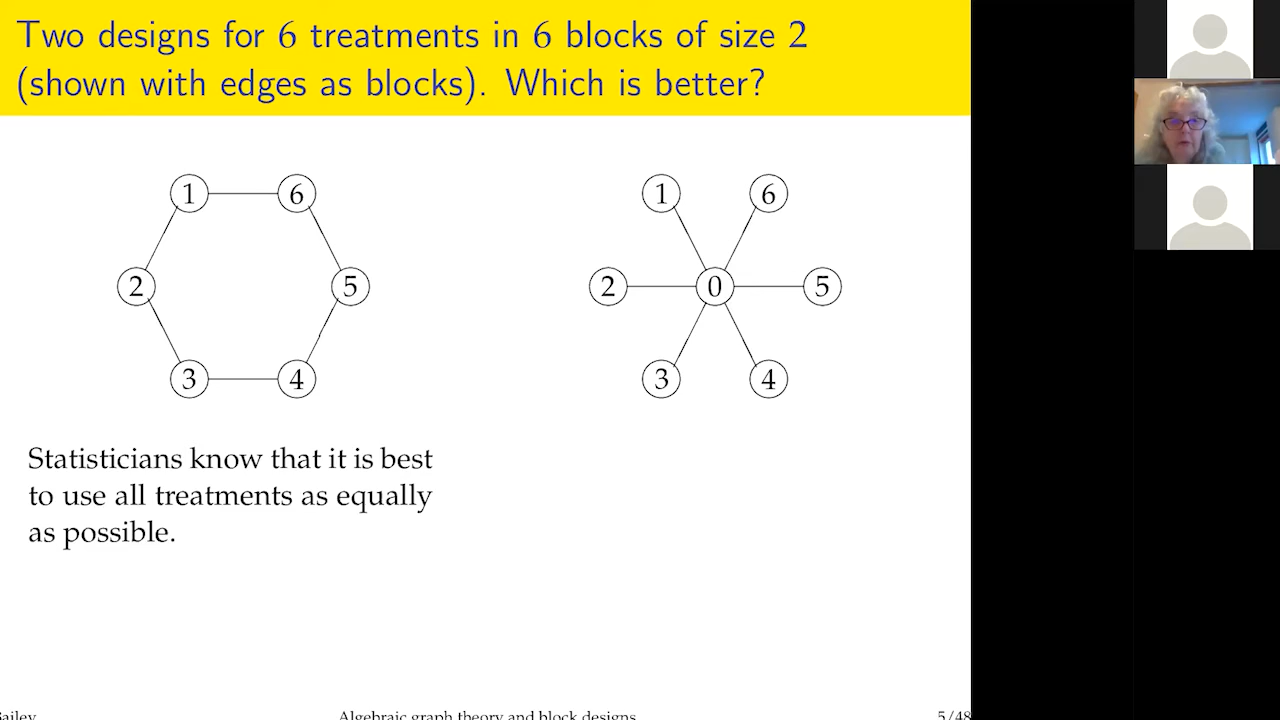 Two designs for 6 treatments in 6 blocks of size 2
(shown with edges as blocks). Which is better?
1 6
2 5
3 4
1 6
2 0 5
3 4
Statisticians know that it is best
to use all treatments as equally
as possible.
Bailey Algebraic graph theory and block designs 5/48